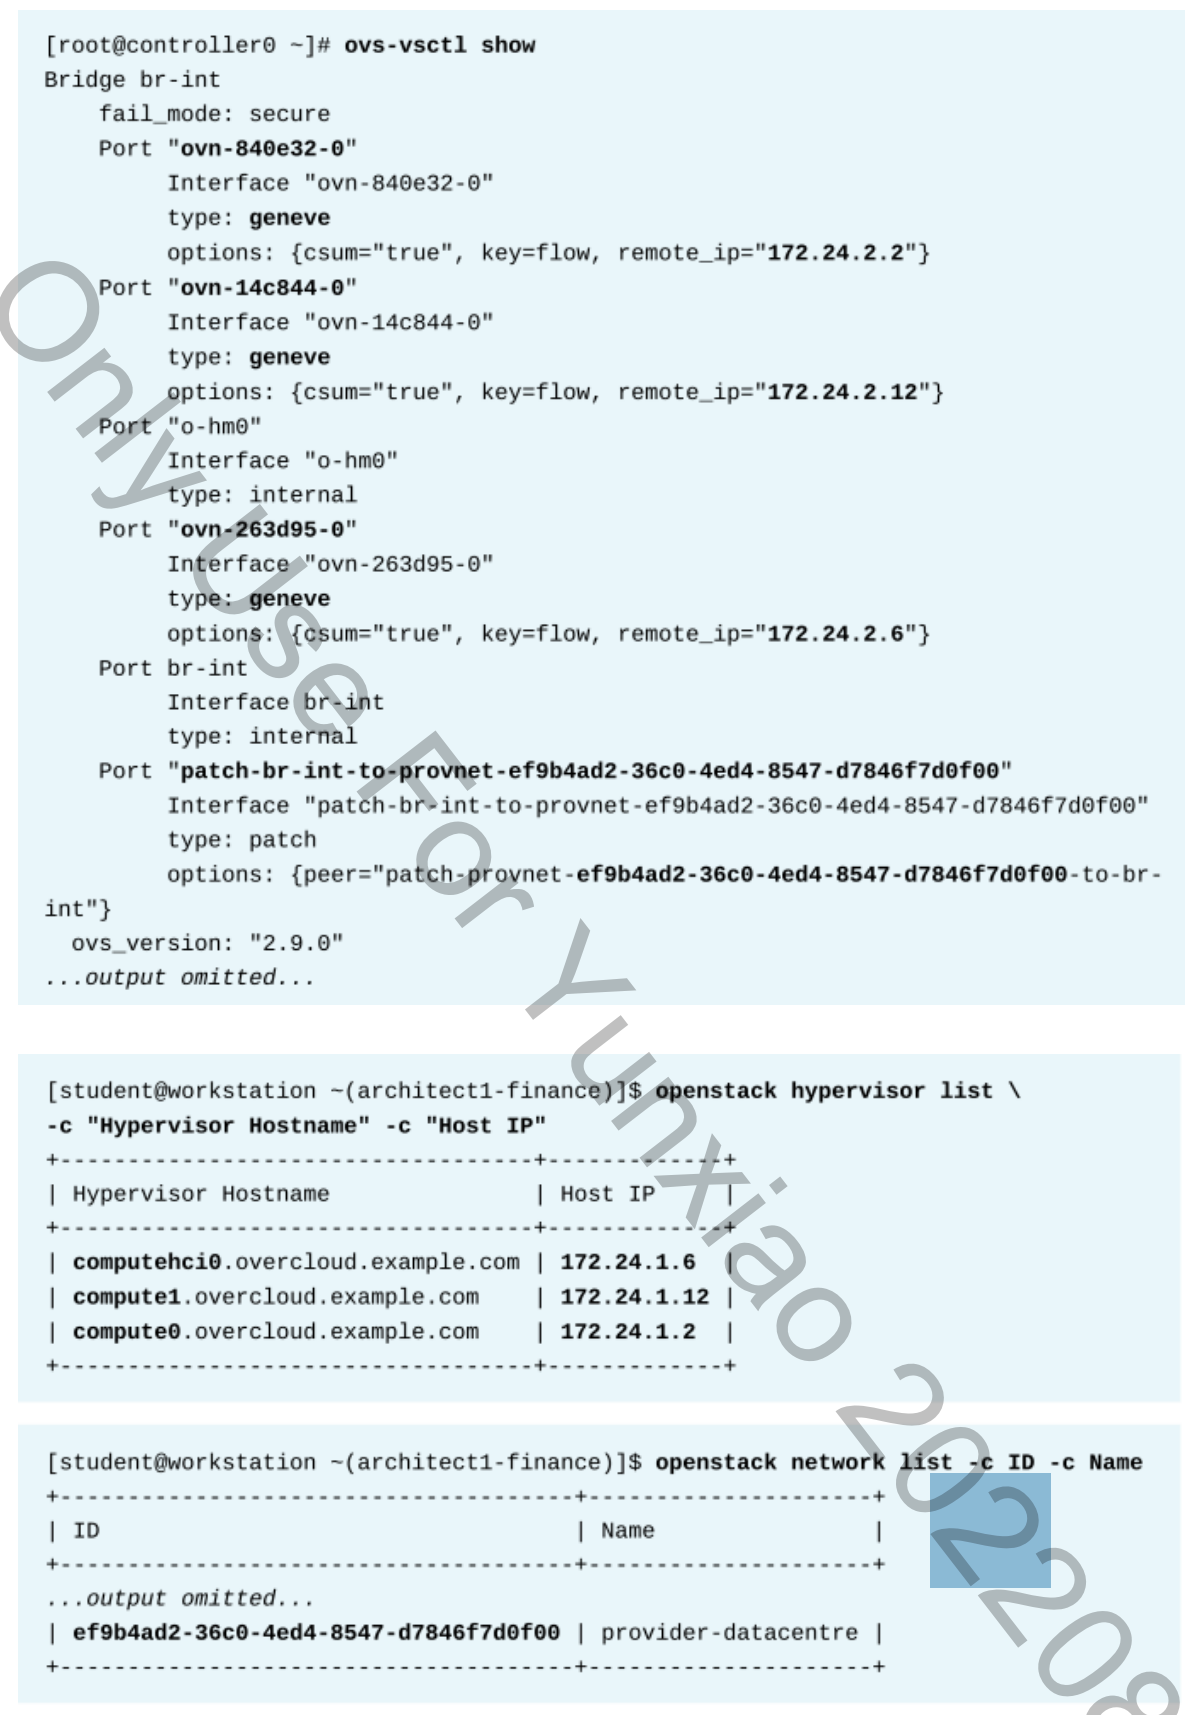 [root@controller0 ~]# ovs-vsctl show
Bridge br-int
    fail_mode: secure
    Port "ovn-840e32-0"
         Interface "ovn-840e32-0"
         type: geneve
         options: {csum="true", key=flow, remote_ip="172.24.2.2"}
    Port "ovn-14c844-0"
         Interface "ovn-14c844-0"
         type: geneve
         options: {csum="true", key=flow, remote_ip="172.24.2.12"}
    Port "o-hm0"
         Interface "o-hm0"
         type: internal
    Port "ovn-263d95-0"
         Interface "ovn-263d95-0"
         type: geneve
         options: {csum="true", key=flow, remote_ip="172.24.2.6"}
    Port br-int
         Interface br-int
         type: internal
    Port "patch-br-int-to-provnet-ef9b4ad2-36c0-4ed4-8547-d7846f7d0f00"
         Interface "patch-br-int-to-provnet-ef9b4ad2-36c0-4ed4-8547-d7846f7d0f00"
         type: patch
         options: {peer="patch-provnet-ef9b4ad2-36c0-4ed4-8547-d7846f7d0f00-to-br-
int"}
  ovs_version: "2.9.0"
...output omitted...
[student@workstation ~(architect1-finance)]$ openstack hypervisor list \
-c "Hypervisor Hostname" -c "Host IP"
+-----------------------------------+-------------+
| Hypervisor Hostname               | Host IP     |
+-----------------------------------+-------------+
| computehci0.overcloud.example.com | 172.24.1.6  |
| compute1.overcloud.example.com    | 172.24.1.12 |
| compute0.overcloud.example.com    | 172.24.1.2  |
+-----------------------------------+-------------+
[student@workstation ~(architect1-finance)]$ openstack network list -c ID -c Name
+--------------------------------------+---------------------+
| ID                                   | Name                |
+--------------------------------------+---------------------+
...output omitted...
| ef9b4ad2-36c0-4ed4-8547-d7846f7d0f00 | provider-datacentre |
+--------------------------------------+---------------------+
Only Use For Yunxiao 202208